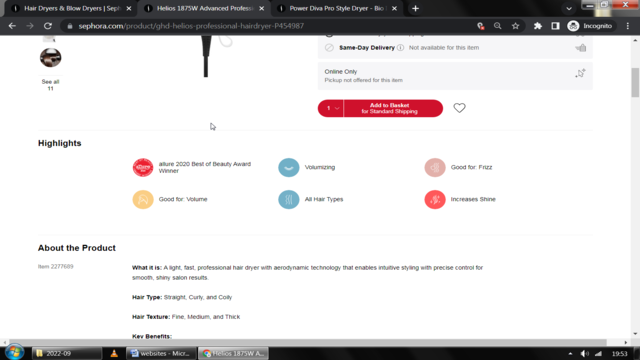 Hair Dryers & Blow Dryers | Seph
Helios 1875W Advanced Professi
Power Diva Pro Style Dryer - Bio
sephora.com/product/ghd-helios-professional-hairdryer-P454987
Incognito
See all
11
Same-Day Delivery Not available for this item
Online Only
Pickup not offered for this item
1
Add to Basket
for Standard Shipping
Highlights
allure
allure 2020 Best of Beauty Award
Winner
Volumizing
Good for: Frizz
Good for: Volume
All Hair Types
Increases Shine
About the Product
Item 2277689
What it is: A light, fast, professional hair dryer with aerodynamic technology that enables intuitive styling with precise control for
smooth, shiny salon results.
Hair Type: Straight, Curly, and Coily
Hair Texture: Fine, Medium, and Thick
Key Benefits:
2022-09
websites - Micr...
Helios 1875W A...
19:53